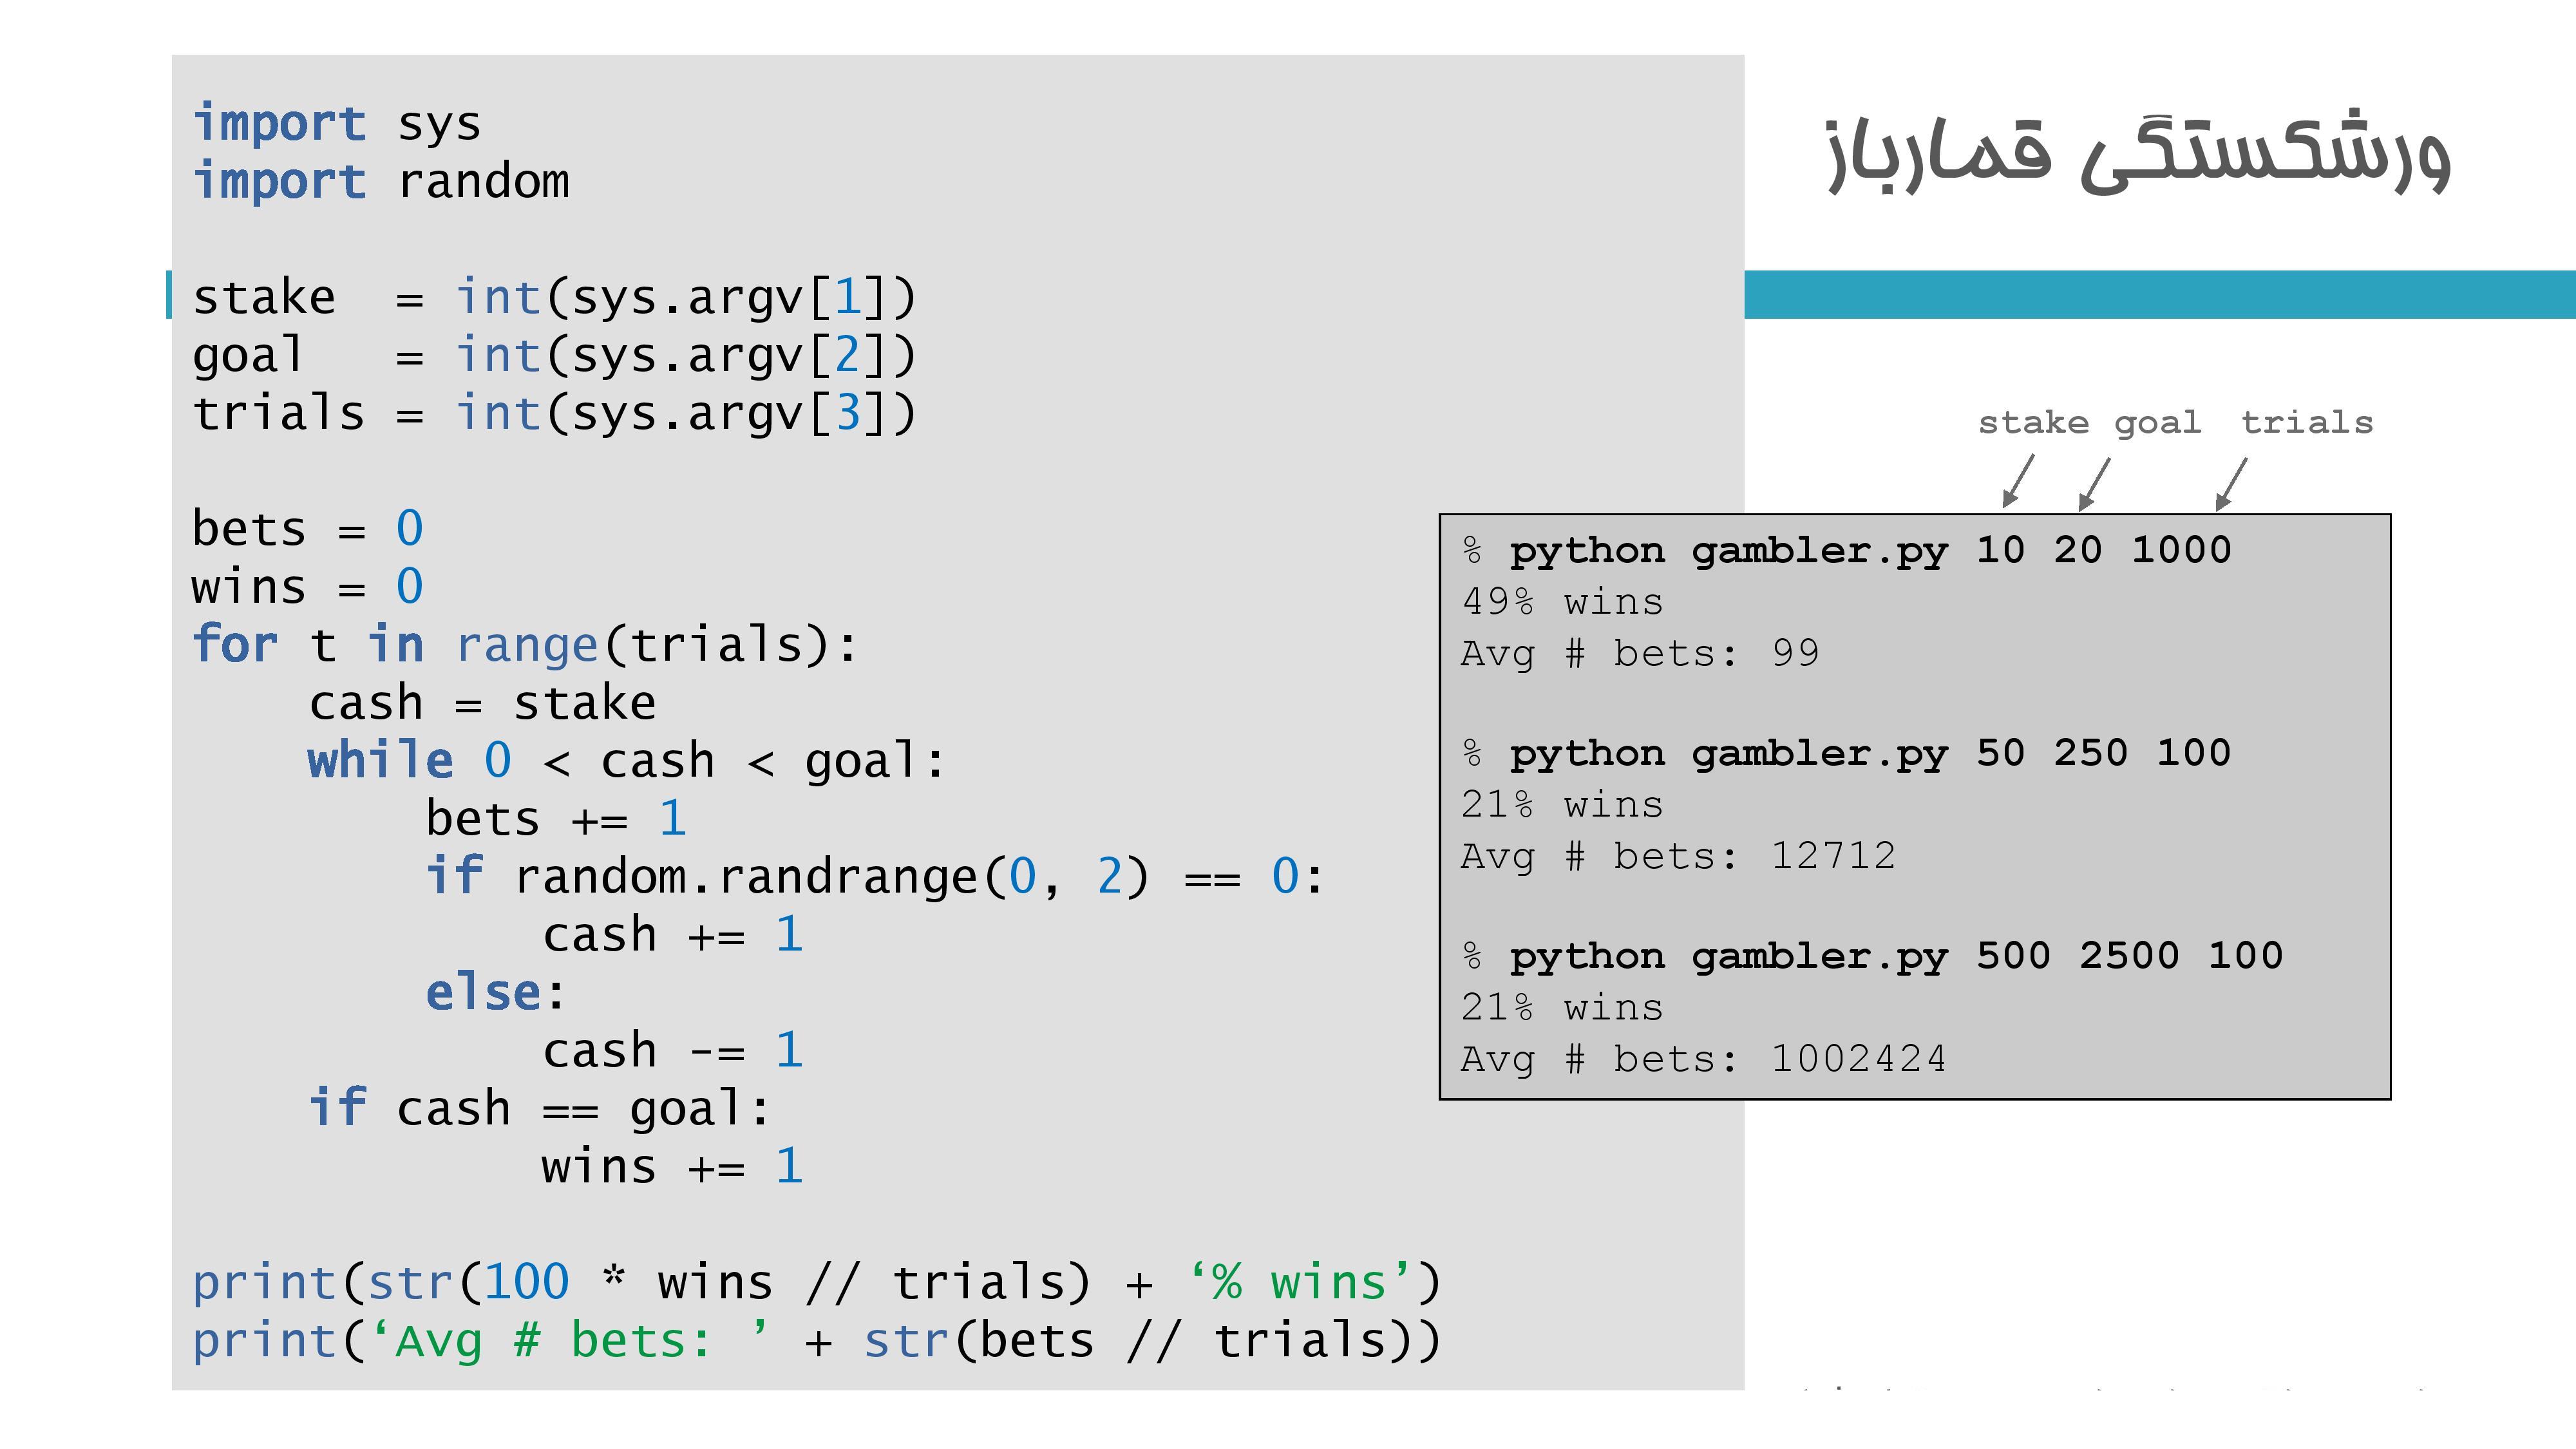 ورشکستگی قمارباز
import sys
import random
stake  = int(sys.argv[1])
goal   = int(sys.argv[2])
trials = int(sys.argv[3])
bets = 0
wins = 0
for t in range(trials):
    cash = stake
    while 0 < cash < goal:
        bets += 1
        if random.randrange(0, 2) == 0:
            cash += 1
        else:
            cash -= 1
    if cash == goal:
            wins += 1
print(str(100 * wins // trials) + ‘% wins’)
print(‘Avg # bets: ’ + str(bets // trials))
stake goal trials
% python gambler.py 10 20 1000
49% wins
Avg # bets: 99
% python gambler.py 50 250 100
21% wins
Avg # bets: 12712
% python gambler.py 500 2500 100
21% wins
Avg # bets: 1002424